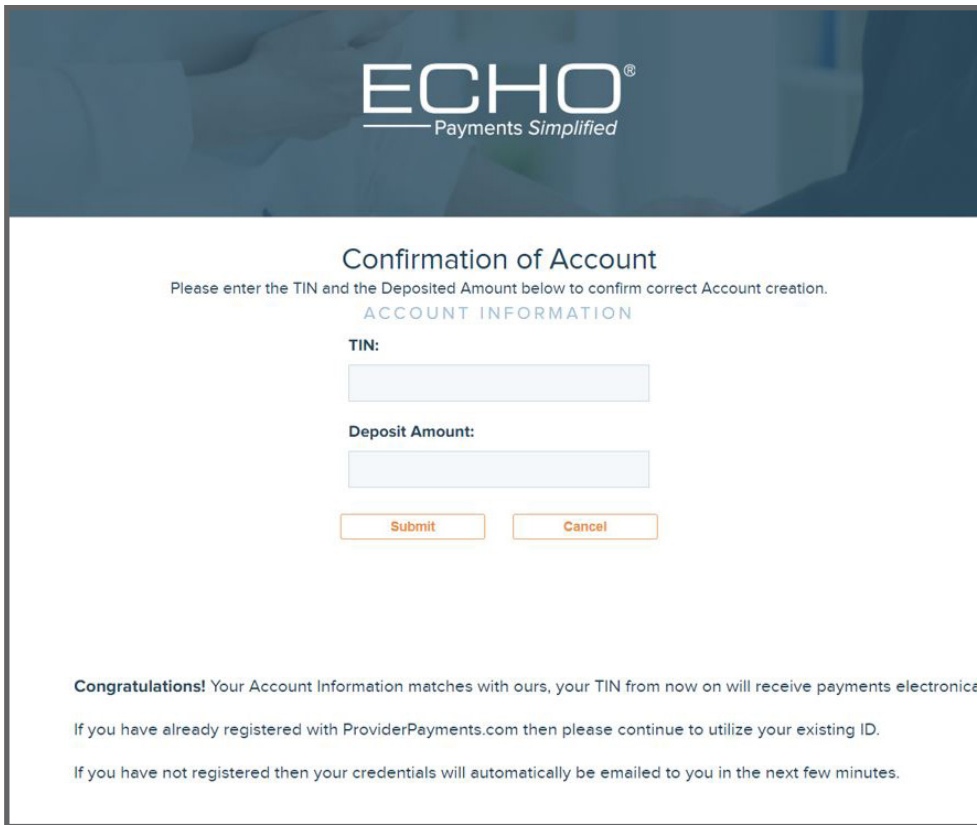 ECHO®
Payments Simplified
Confirmation of Account
Please enter the TIN and the Deposited Amount below to confirm correct Account creation.
ACCOUNT INFORMATION
TIN:
Deposit Amount:
Submit Cancel
Congratulations! Your Account Information matches with ours, your TIN from now on will receive payments electronica
If you have already registered with ProviderPayments.com then please continue to utilize your existing ID.
If you have not registered then your credentials will automatically be emailed to you in the next few minutes.